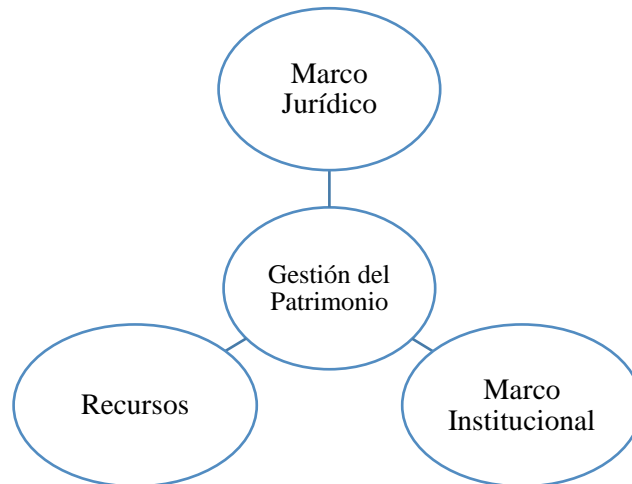 Marco
Jurídico
Gestión del
Patrimonio
Recursos
Marco
Institucional